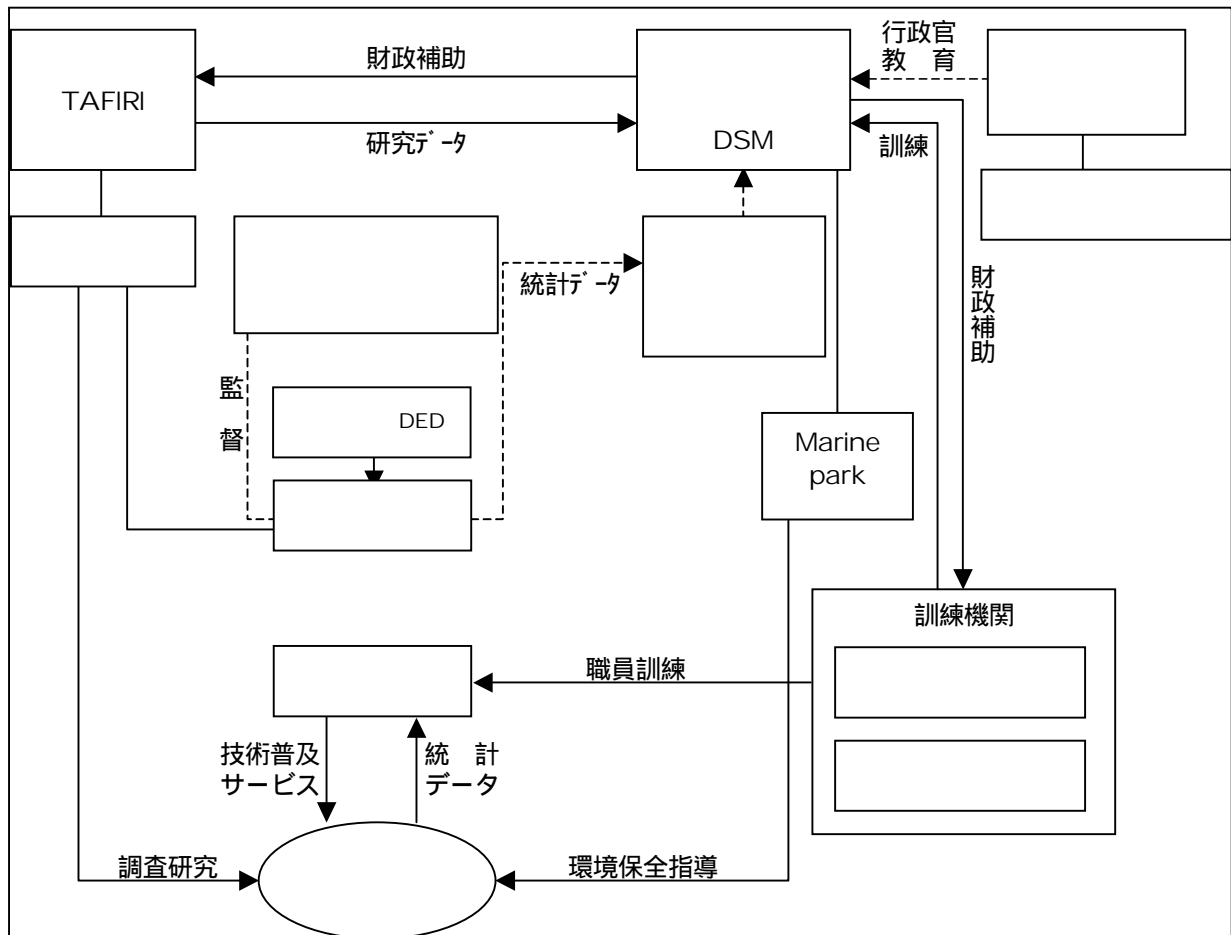 行政官
教　育
財政補助
TAFIRI
研究ﾃﾞｰﾀ
DSM
訓練
統計ﾃﾞｰﾀ
財政補助
監
督
DED
Marine
park
訓練機関
職員訓練
技術普及
サービス
統　計
データ
調査研究
環境保全指導